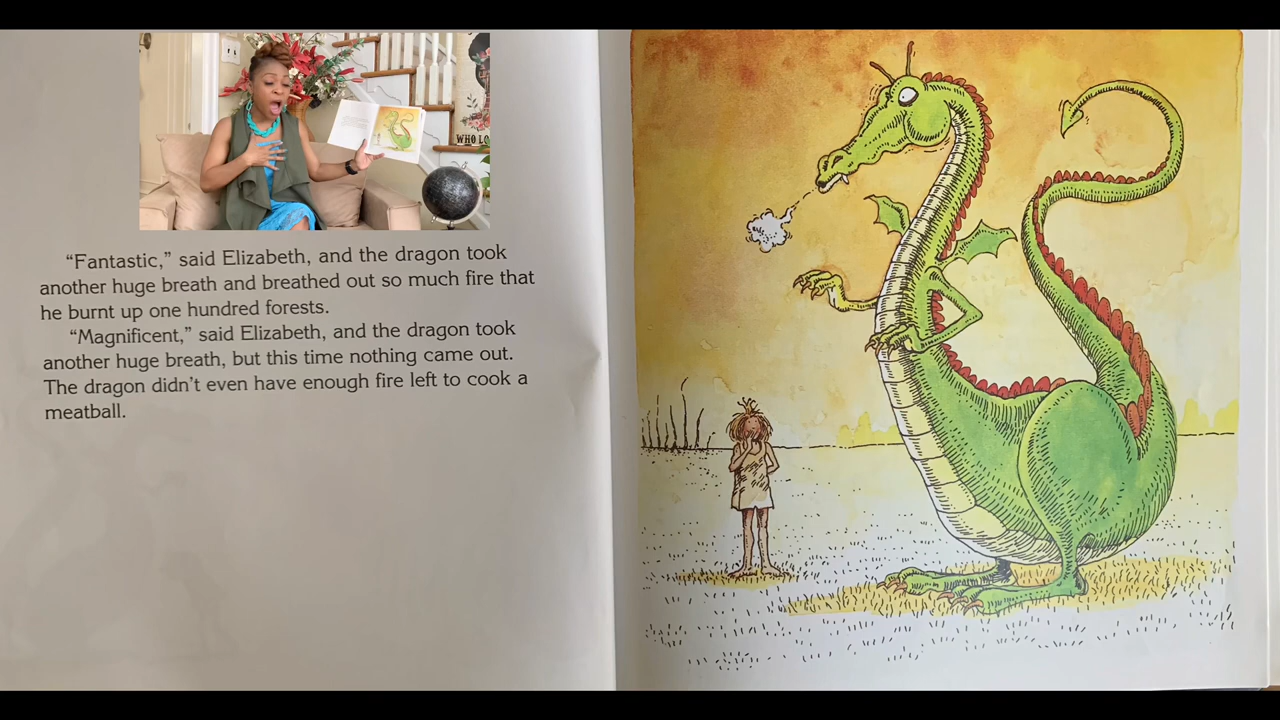 WHO LO
“Fantastic,” said Elizabeth, and the dragon took
another huge breath and breathed out so much fire that
he burnt up one hundred forests.
“Magnificent,” said Elizabeth, and the dragon took
another huge breath, but this time nothing came out.
The dragon didn’t even have enough fire left to cook a
meatball.